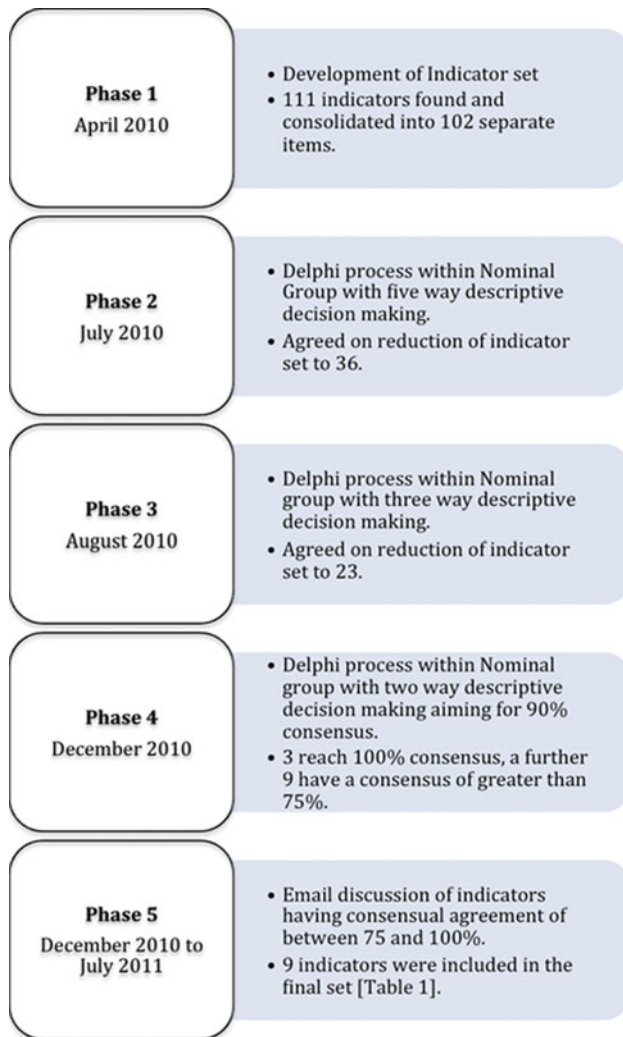 Phase 1
April 2010
• Development of Indicator set
• 111 indicators found and
consolidated into 102 separate
items.
Phase 2
July 2010
• Delphi process within Nominal
Group with five way descriptive
decision making.
• Agreed on reduction of indicator
set to 36.
Phase 3
August 2010
• Delphi process within Nominal
group with three way descriptive
decision making.
• Agreed on reduction of indicator
set to 23.
Phase 4
December 2010
• Delphi process within Nominal
group with two way descriptive
decision making aiming for 90%
consensus.
• 3 reach 100% consensus, a further
9 have a consensus of greater than
75%.
Phase 5
December 2010 to
July 2011
• Email discussion of indicators
having consensual agreement of
between 75 and 100%.
• 9 indicators were included in the
final set [Table 1].